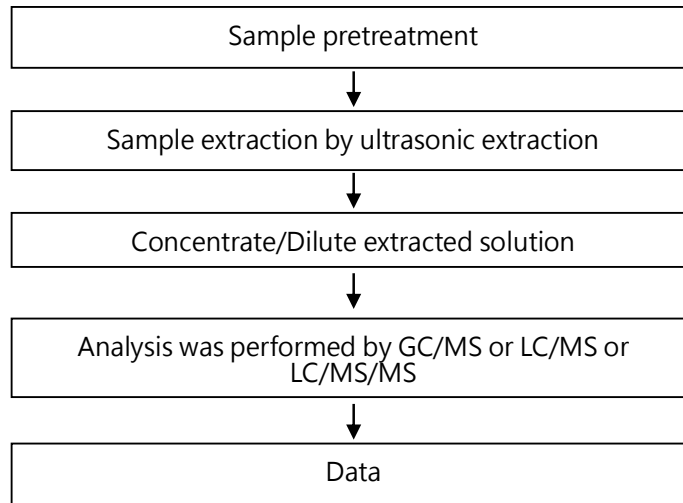 Sample pretreatment
Sample extraction by ultrasonic extraction
Concentrate/Dilute extracted solution
Analysis was performed by GC/MS or LC/MS or
LC/MS/MS
Data